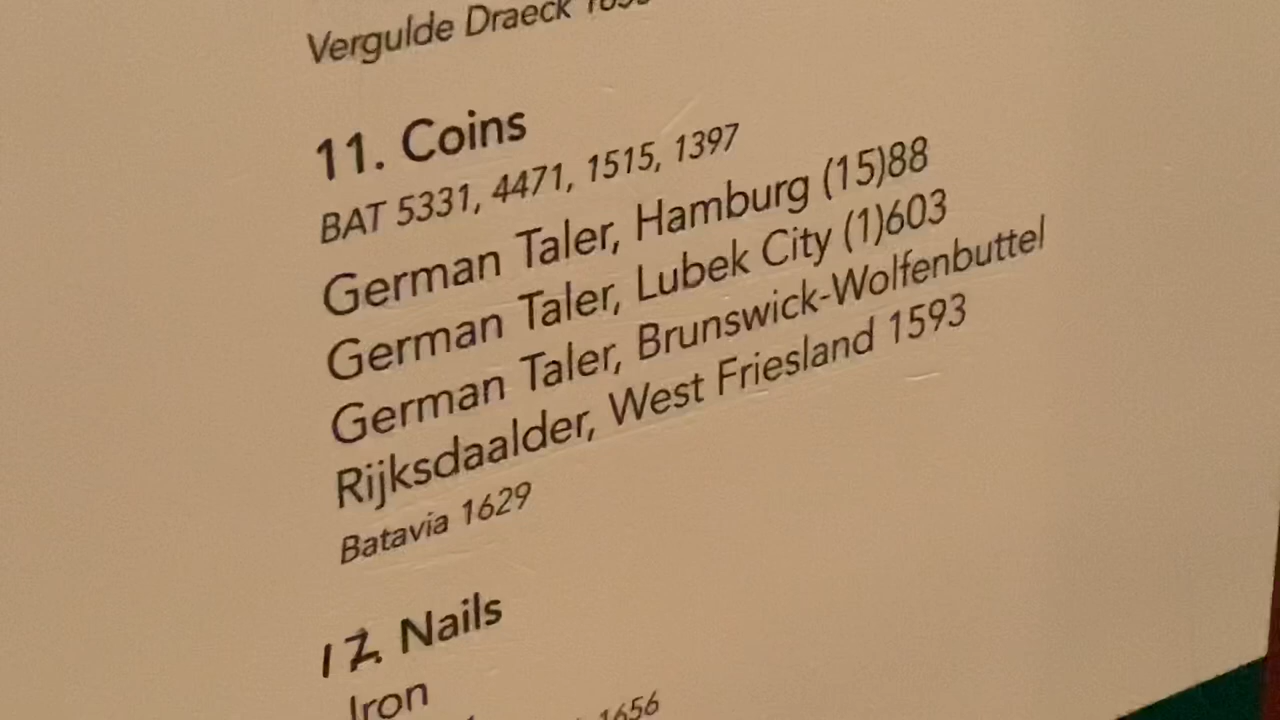 Vergulde Draeck
11. Coins
BAT 5331, 4471, 1515, 1397
German Taler, Hamburg (15)88
German Taler, Lubek City (1)603
German Taler, Brunswick-Wolfenbuttel
Rijksdaalder, West Friesland 1593
Batavia 1629
12. Nails
Iron
1656